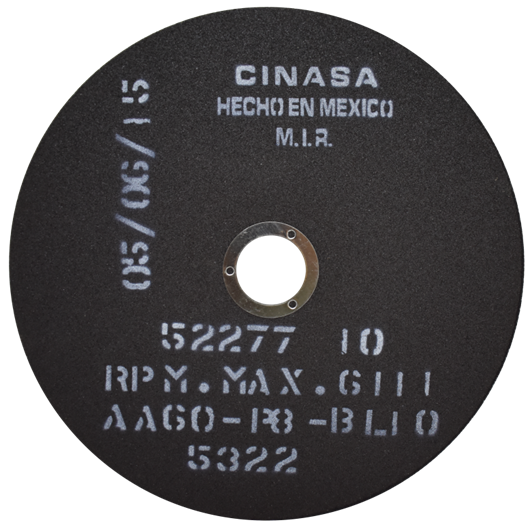 CINASA
HECHO EN MEXICO
M.I.R.
05/06/15
52277 10
RPM.MAX.6111
AA60-R8-BL10
5322